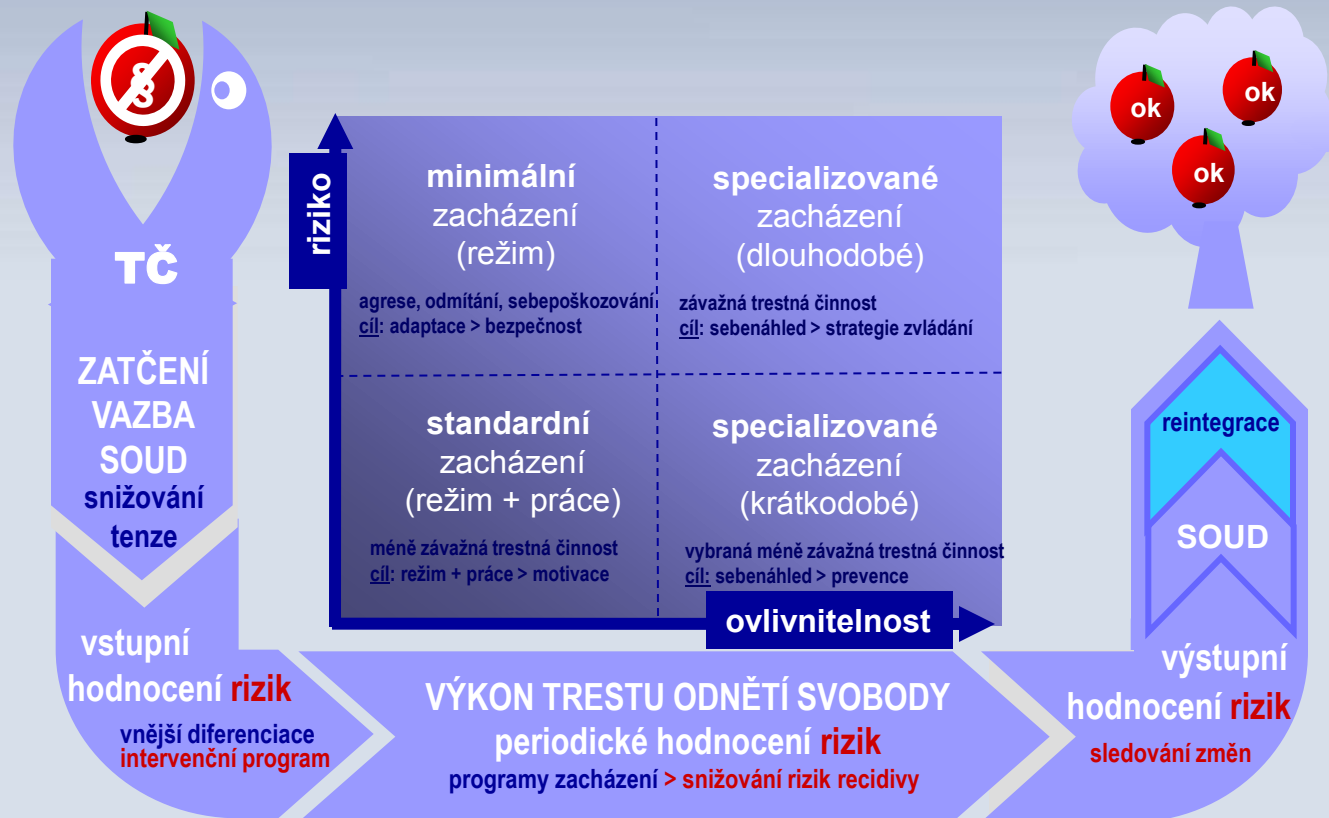 §
TČ
ZATČENÍ
VAZBA
SOUD
snižování
tenze
vstupní
hodnocení rizik
vnější diferenciace
intervenční program
riziko
minimální
zacházení
(režim)
agrese, odmítání, sebepoškozování
cíl: adaptace > bezpečnost
specializované
zacházení
(dlouhodobé)
závažná trestná činnost
cíl: sebenáhled > strategie zvládání
standardní
zacházení
(režim + práce)
méně závažná trestná činnost
cíl: režim + práce > motivace
specializované
zacházení
(krátkodobé)
vybraná méně závažná trestná činnost
cíl: sebenáhled > prevence
ovlivnitelnost
VÝKON TRESTU ODNĚTÍ SVOBODY
periodické hodnocení rizik
programy zacházení > snižování rizik recidivy
výstupní
hodnocení rizik
sledování změn
SOUD
reintegrace
ok
ok
ok